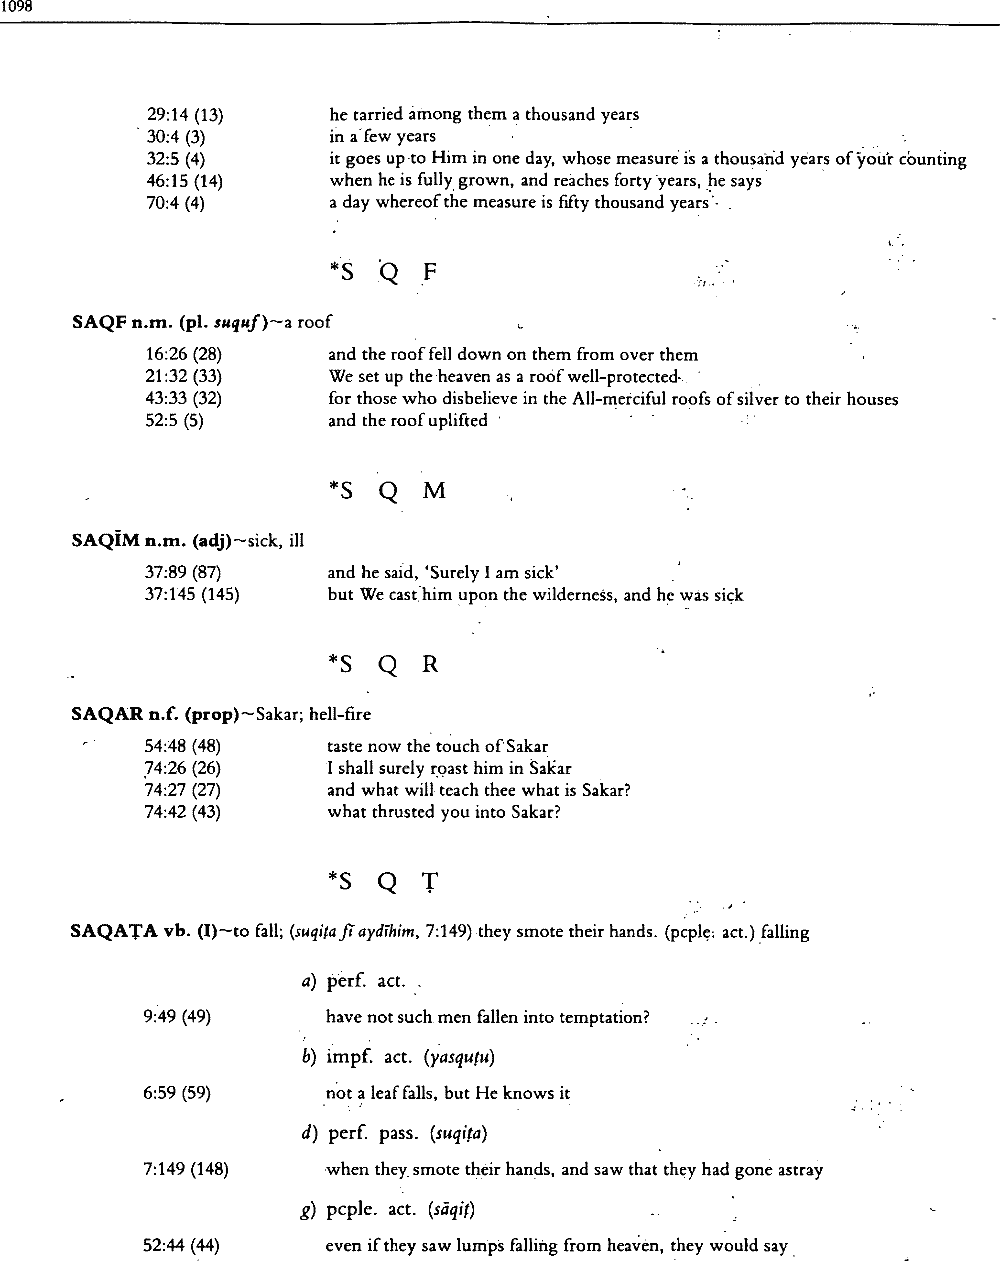 1098
29:14 (13) he tarried among them a thousand years
30:4 (3) in a few years
32:5 (4) it goes up to Him in one day, whose measure is a thousand years of your counting
46:15 (14) when he is fully grown, and reaches forty years, he says
70:4 (4) a day whereof the measure is fifty thousand years
*S Q F
SAQF n.m. (pl. suquf)~a roof
16:26 (28) and the roof fell down on them from over them
21:32 (33) We set up the heaven as a roof well-protected
43:33 (32) for those who disbelieve in the All-merciful roofs of silver to their houses
52:5 (5) and the roof uplifted
*S Q M
SAQĪM n.m. (adj)~sick, ill
37:89 (87) and he said, ‘Surely I am sick’
37:145 (145) but We cast him upon the wilderness, and he was sick
*S Q R
SAQAR n.f. (prop)~Sakar; hell-fire
54:48 (48) taste now the touch of Sakar
74:26 (26) I shall surely roast him in Sakar
74:27 (27) and what will teach thee what is Sakar?
74:42 (43) what thrusted you into Sakar?
*S Q Ṭ
SAQAṬA vb. (I)~to fall; (suqiṭa fī aydīhim, 7:149) they smote their hands. (pcple. act.) falling
a) perf. act.
9:49 (49) have not such men fallen into temptation?
b) impf. act. (yasquṭu)
6:59 (59) not a leaf falls, but He knows it
d) perf. pass. (suqiṭa)
7:149 (148) when they smote their hands, and saw that they had gone astray
g) pcple. act. (sāqiṭ)
52:44 (44) even if they saw lumps falling from heaven, they would say